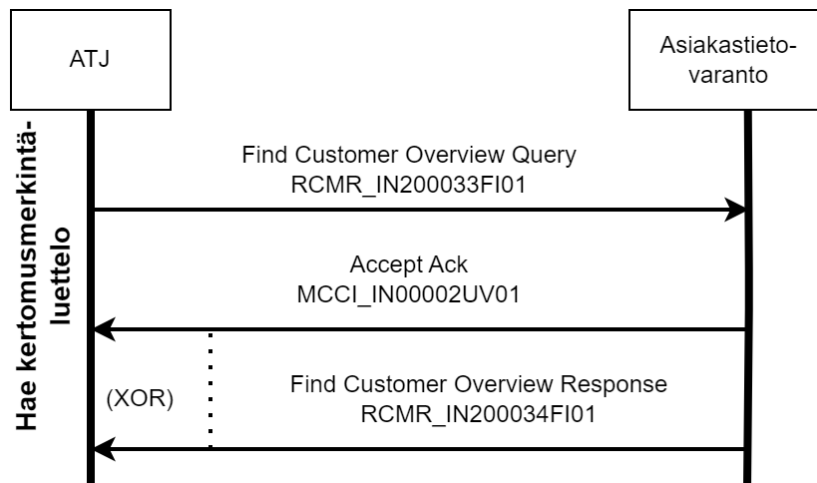 ATJ
Asiakastieto-
varanto
Hae kertomusmerkintä-
luettelo
Find Customer Overview Query
RCMR_IN200033FI01
Accept Ack
MCCI_IN00002UV01
(XOR)
Find Customer Overview Response
RCMR_IN200034FI01